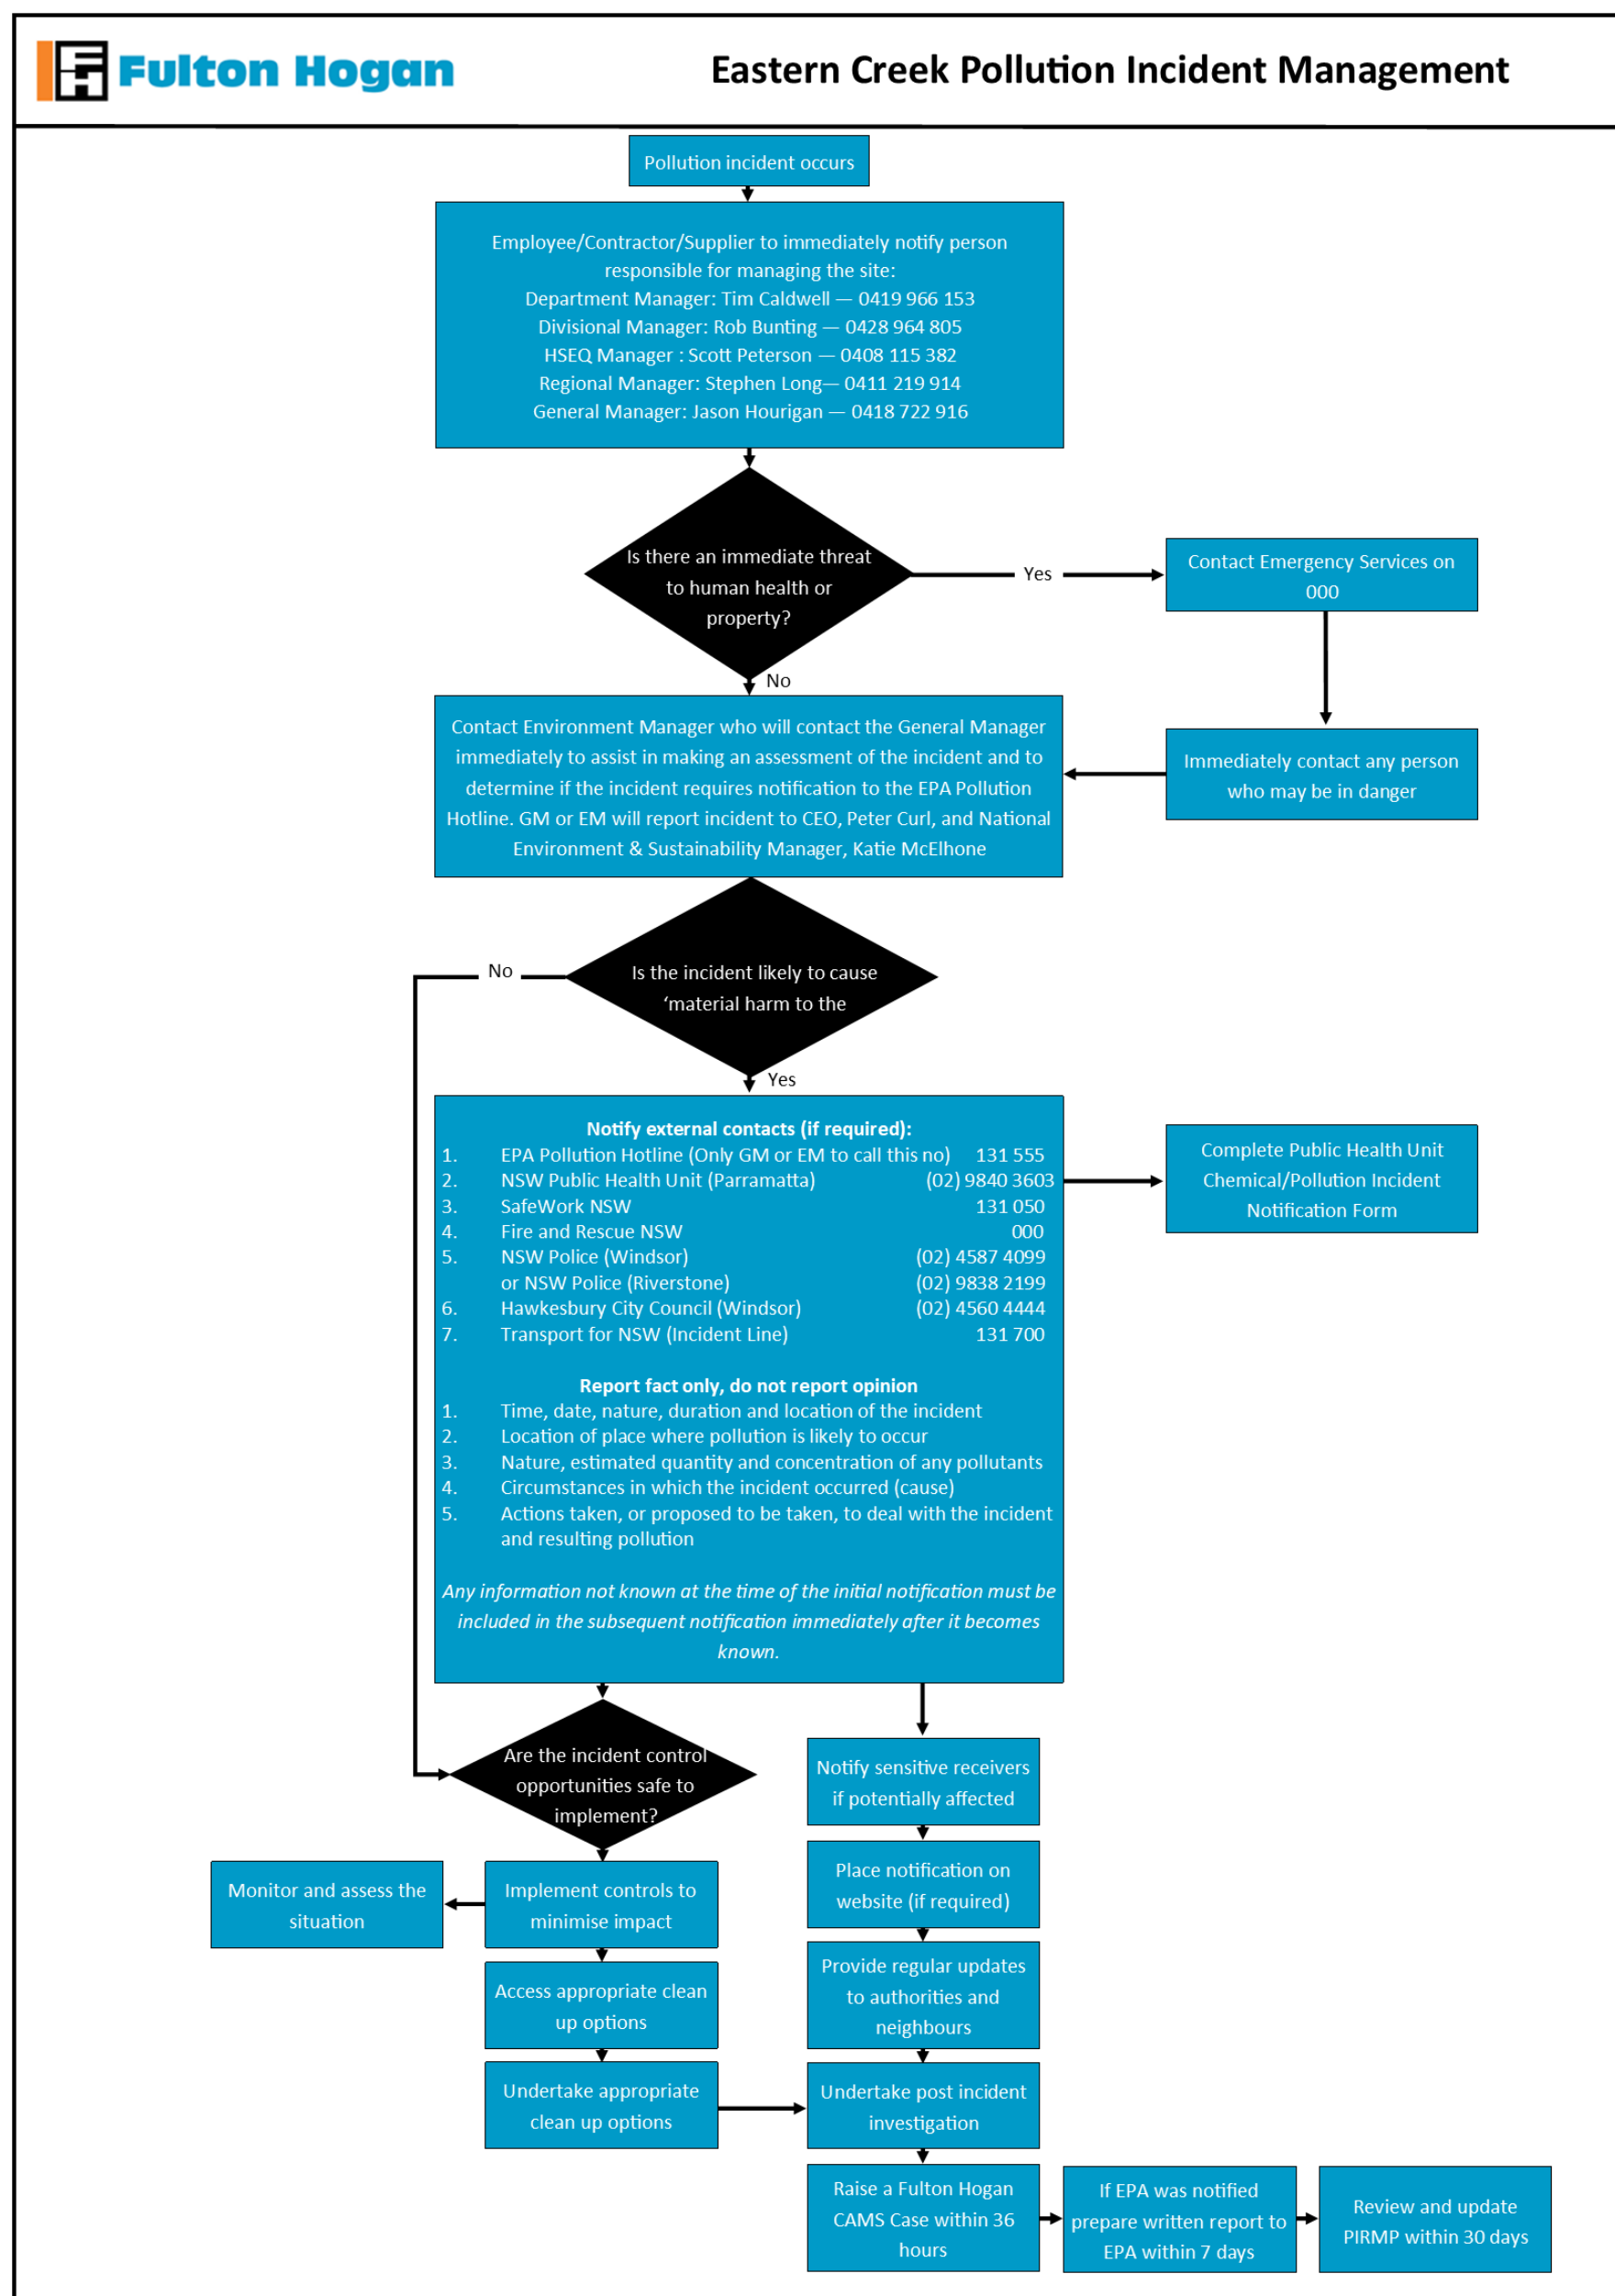 Fulton Hogan
Eastern Creek Pollution Incident Management
Pollution incident occurs
Employee/Contractor/Supplier to immediately notify person
responsible for managing the site:
Department Manager: Tim Caldwell — 0419 966 153
Divisional Manager: Rob Bunting — 0428 964 805
HSEQ Manager : Scott Peterson — 0408 115 382
Regional Manager: Stephen Long— 0411 219 914
General Manager: Jason Hourigan — 0418 722 916
Is there an immediate threat
to human health or
property?
Yes
Contact Emergency Services on
000
No
Immediately contact any person
who may be in danger
Contact Environment Manager who will contact the General Manager
immediately to assist in making an assessment of the incident and to
determine if the incident requires notification to the EPA Pollution
Hotline. GM or EM will report incident to CEO, Peter Curl, and National
Environment & Sustainability Manager, Katie McElhone
Is the incident likely to cause
‘material harm to the
No
Yes
Notify external contacts (if required):
1. EPA Pollution Hotline (Only GM or EM to call this no) 131 555
2. NSW Public Health Unit (Parramatta) (02) 9840 3603
3. SafeWork NSW 131 050
4. Fire and Rescue NSW 000
5. NSW Police (Windsor) (02) 4587 4099
or NSW Police (Riverstone) (02) 9838 2199
6. Hawkesbury City Council (Windsor) (02) 4560 4444
7. Transport for NSW (Incident Line) 131 700
Report fact only, do not report opinion
1. Time, date, nature, duration and location of the incident
2. Location of place where pollution is likely to occur
3. Nature, estimated quantity and concentration of any pollutants
4. Circumstances in which the incident occurred (cause)
5. Actions taken, or proposed to be taken, to deal with the incident
and resulting pollution
Any information not known at the time of the initial notification must be
included in the subsequent notification immediately after it becomes
known.
Complete Public Health Unit
Chemical/Pollution Incident
Notification Form
Are the incident control
opportunities safe to
implement?
Notify sensitive receivers
if potentially affected
Monitor and assess the
situation
Implement controls to
minimise impact
Place notification on
website (if required)
Access appropriate clean
up options
Provide regular updates
to authorities and
neighbours
Undertake appropriate
clean up options
Undertake post incident
investigation
Raise a Fulton Hogan
CAMS Case within 36
hours
If EPA was notified
prepare written report to
EPA within 7 days
Review and update
PIRMP within 30 days